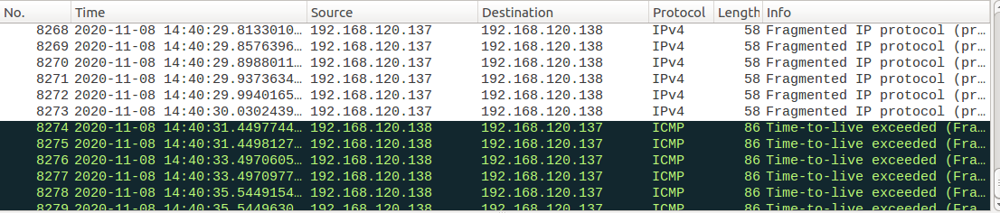 No. Time Source Destination Protocol Length Info
8268 2020-11-08 14:40:29.8133010… 192.168.120.137 192.168.120.138 IPv4 58 Fragmented IP protocol (pr…
8269 2020-11-08 14:40:29.8576396… 192.168.120.137 192.168.120.138 IPv4 58 Fragmented IP protocol (pr…
8270 2020-11-08 14:40:29.8988011… 192.168.120.137 192.168.120.138 IPv4 58 Fragmented IP protocol (pr…
8271 2020-11-08 14:40:29.9373634… 192.168.120.137 192.168.120.138 IPv4 58 Fragmented IP protocol (pr…
8272 2020-11-08 14:40:29.9940165… 192.168.120.137 192.168.120.138 IPv4 58 Fragmented IP protocol (pr…
8273 2020-11-08 14:40:30.0302439… 192.168.120.137 192.168.120.138 IPv4 58 Fragmented IP protocol (pr…
8274 2020-11-08 14:40:31.4497744… 192.168.120.138 192.168.120.137 ICMP 86 Time-to-live exceeded (Fra…
8275 2020-11-08 14:40:31.4498127… 192.168.120.138 192.168.120.137 ICMP 86 Time-to-live exceeded (Fra…
8276 2020-11-08 14:40:33.4970605… 192.168.120.138 192.168.120.137 ICMP 86 Time-to-live exceeded (Fra…
8277 2020-11-08 14:40:33.4970977… 192.168.120.138 192.168.120.137 ICMP 86 Time-to-live exceeded (Fra…
8278 2020-11-08 14:40:35.5449154… 192.168.120.138 192.168.120.137 ICMP 86 Time-to-live exceeded (Fra…
8279 2020-11-08 14:40:35.5449630… 192.168.120.138 192.168.120.137 ICMP 86 Time-to-live exceeded (Fra…